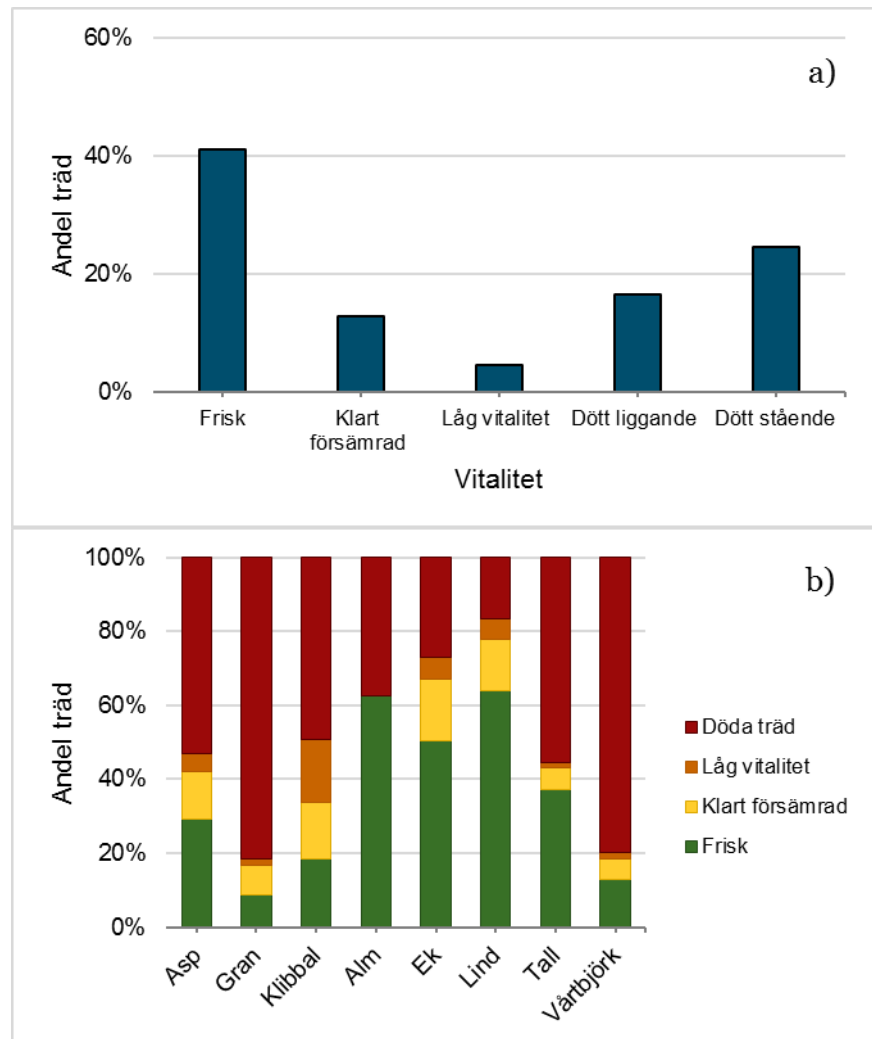 60%
a)
40%
20%
0%
Andel träd
Frisk
Klart
försämrad
Låg vitalitet
Dött liggande
Dött stående
Vitalitet
100%
b)
80%
60%
40%
20%
0%
Andel träd
Döda träd
Låg vitalitet
Klart försämrad
Frisk
Asp
Gran
Klibbal
Alm
Ek
Lind
Tall
Vårtbjörk